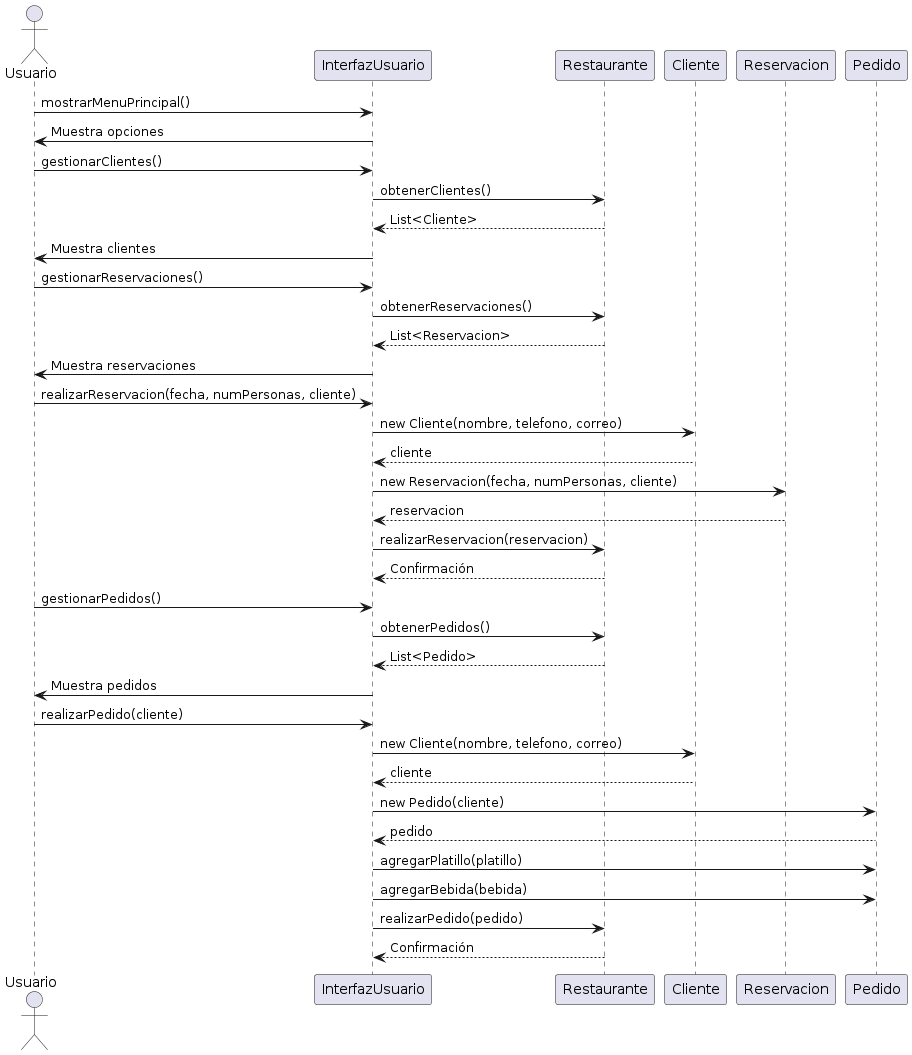 Usuario
InterfazUsuario
Restaurante
Cliente
Reservacion
Pedido
mostrarMenuPrincipal()
Muestra opciones
gestionarClientes()
obtenerClientes()
List<Cliente>
Muestra clientes
gestionarReservaciones()
obtenerReservaciones()
List<Reservacion>
Muestra reservaciones
realizarReservacion(fecha, numPersonas, cliente)
new Cliente(nombre, telefono, correo)
cliente
new Reservacion(fecha, numPersonas, cliente)
reservacion
realizarReservacion(reservacion)
Confirmación
gestionarPedidos()
obtenerPedidos()
List<Pedido>
Muestra pedidos
realizarPedido(cliente)
new Cliente(nombre, telefono, correo)
cliente
new Pedido(cliente)
pedido
agregarPlatillo(platillo)
agregarBebida(bebida)
realizarPedido(pedido)
Confirmación
Usuario
InterfazUsuario
Restaurante
Cliente
Reservacion
Pedido